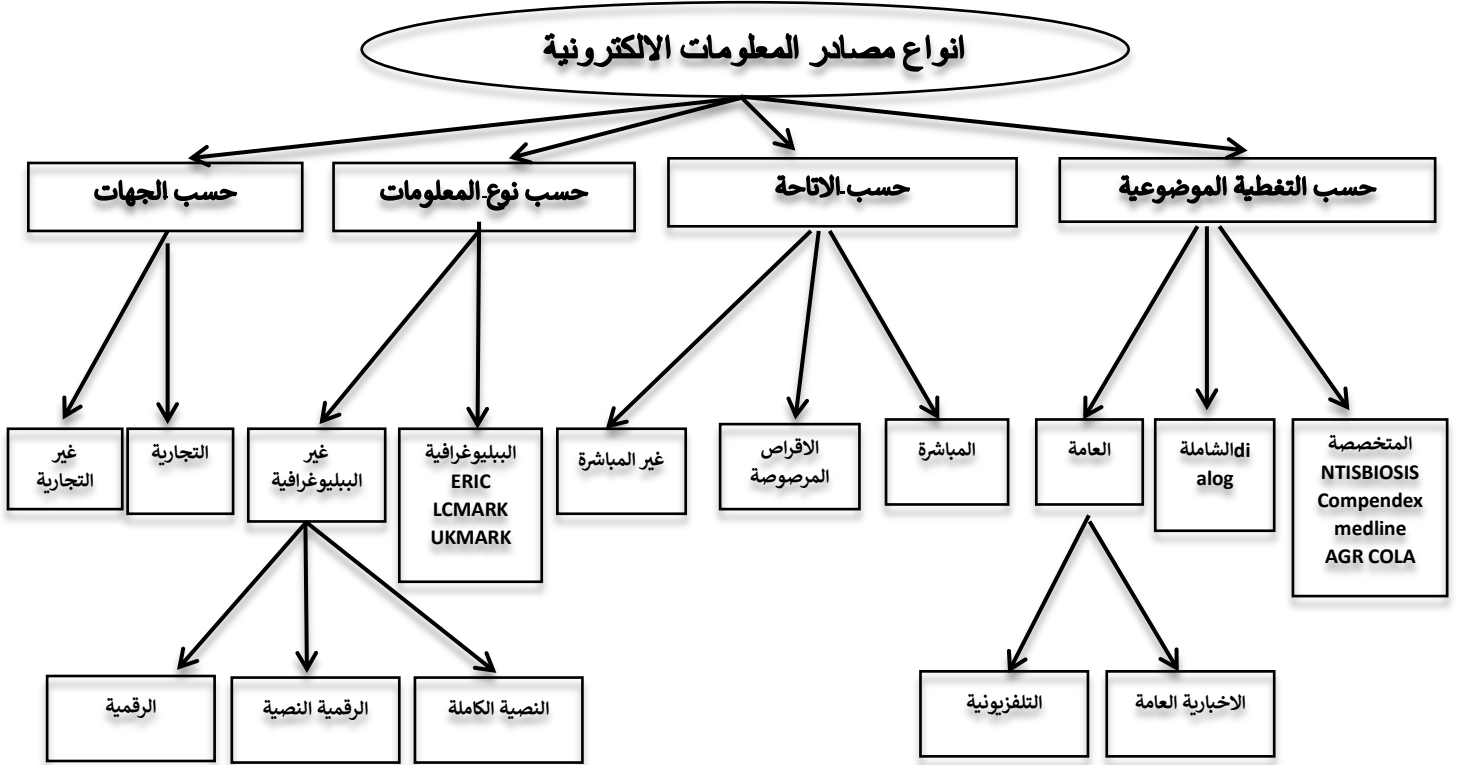 انواع مصادر المعلومات الالكترونية
حسب التغطية الموضوعية
حسب الاتاحة
حسب نوع المعلومات
حسب الجهات
المتخصصة
NTISBIOSIS
Compendex
medline
AGR COLA
الشاملةdi
alog
العامة
المباشرة
الاقراص
المرصوصة
غير المباشرة
الببليوغرافية
ERIC
LCMARK
UKMARK
غير
الببليوغرافية
التجارية
غير
التجارية
الاخبارية العامة
التلفزيونية
النصية الكاملة
الرقمية النصية
الرقمية